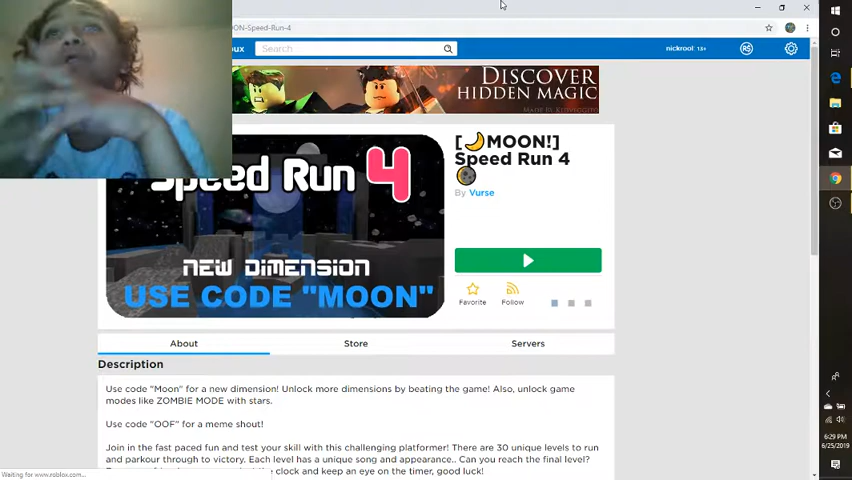 ON-Speed-Run-4
ux
Search
nickrool: 13+
DISCOVER
HIDDEN MAGIC
[🌙MOON!]
Speed Run 4
🌕
By Vurse
Speed Run 4
NEW DIMENSION
USE CODE "MOON"
Favorite
Follow
About
Store
Servers
Description
Use code "Moon" for a new dimension! Unlock more dimensions by beating the game! Also, unlock game
modes like ZOMBIE MODE with stars.
Use code "OOF" for a meme shout!
Join in the fast paced fun and test your skill with this challenging platformer! There are 30 unique levels to run
and parkour through to victory. Each level has a unique song and appearance.. Can you reach the final level?
the clock and keep an eye on the timer, good luck!
Waiting for www.roblox.com...
6:29 PM
6/25/2019